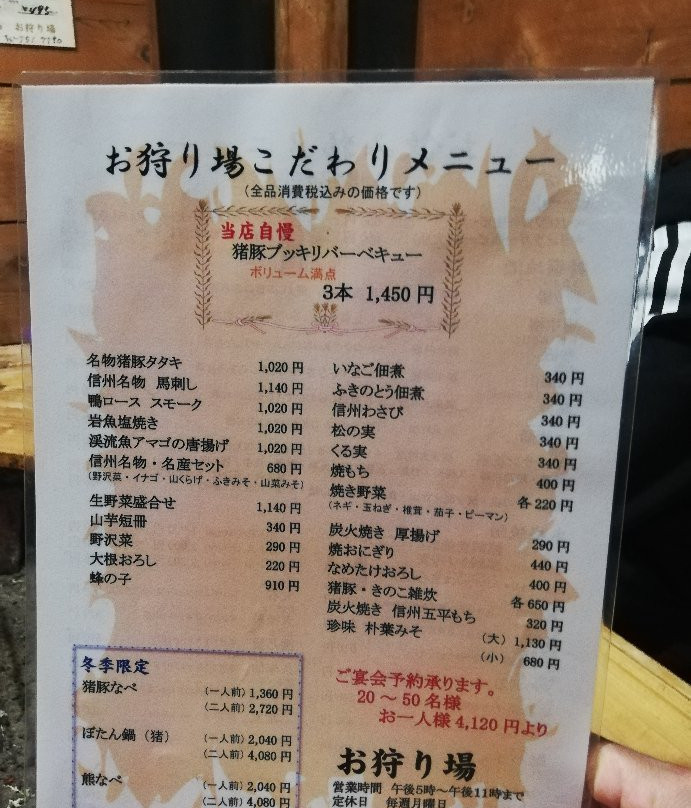 お狩り場
お狩り場こだわりメニュー
（全品消費税込みの価格です）
当店自慢
猪豚ブッキリバーベキュー
ボリューム満点
3本 1,450円
名物猪豚タタキ 1,020円
信州名物 馬刺し 1,140円
鴨ロース スモーク 1,020円
岩魚塩焼き 1,020円
渓流魚アマゴの唐揚げ 1,020円
信州名物・名産セット 680円
（野沢菜・イナゴ・山くらげ・ふきみそ・山菜みそ）
生野菜盛合せ 1,140円
山芋短冊 340円
野沢菜 290円
大根おろし 220円
蜂の子 910円
いなご佃煮 340円
ふきのとう佃煮 340円
信州わさび 340円
松の実 340円
くる実 340円
焼もち 400円
焼き野菜 各220円
（ネギ・玉ねぎ・椎茸・茄子・ピーマン）
炭火焼き 厚揚げ 290円
焼おにぎり 440円
なめたけおろし 400円
猪豚・きのこ雑炊 各650円
炭火焼き 信州五平もち 320円
珍味 朴葉みそ （大）1,130円
（小） 680円
冬季限定
猪豚なべ （一人前）1,360円
（二人前）2,720円
ぼたん鍋（猪） （一人前）2,040円
（二人前）4,080円
熊なべ （一人前）2,040円
（二人前）4,080円
ご宴会予約承ります。
20～50名様
お一人様4,120円より
お狩り場
営業時間 午後5時～午後11時まで
定休日 毎週月曜日